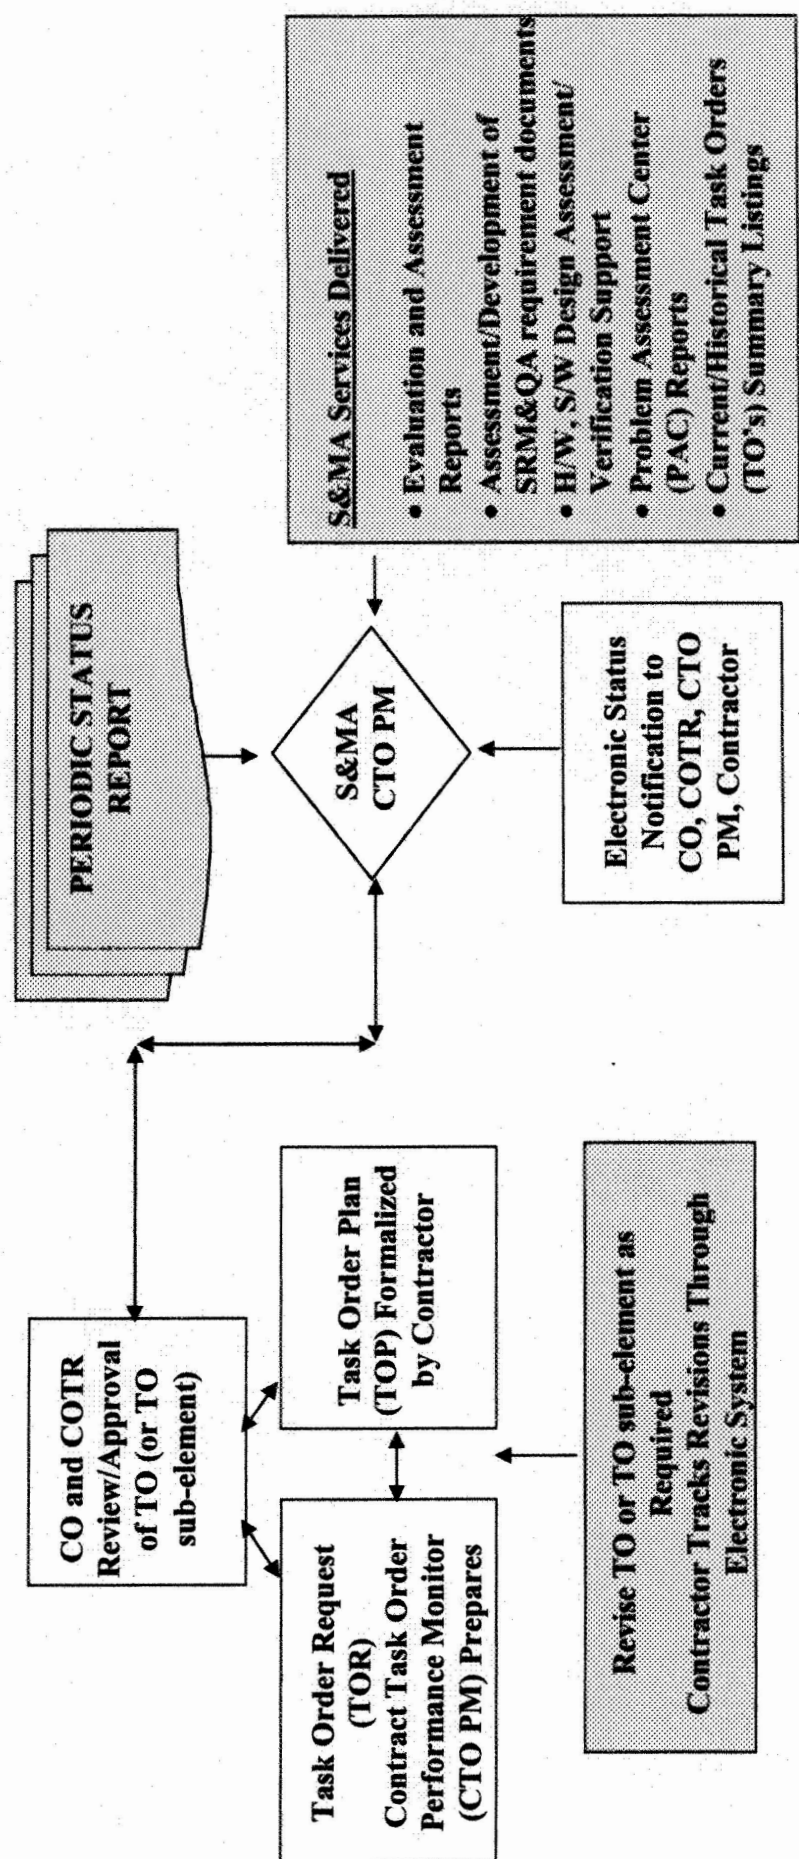 CO and COTR
Review/Approval
of TO (or TO
sub-element)
Task Order Request
(TOR)
Contract Task Order
Performance Monitor
(CTO PM) Prepares
Task Order Plan
(TOP) Formalized
by Contractor
Revise TO or TO sub-element as
Required
Contractor Tracks Revisions Through
Electronic System
PERIODIC STATUS
REPORT
S&MA
CTO PM
Electronic Status
Notification to
CO, COTR, CTO
PM, Contractor
S&MA Services Delivered
• Evaluation and Assessment
Reports
• Assessment/Development of
SRM&QA requirement documents
• H/W, S/W Design Assessment/
Verification Support
• Problem Assessment Center
(PAC) Reports
• Current/Historical Task Orders
(TO's) Summary Listings